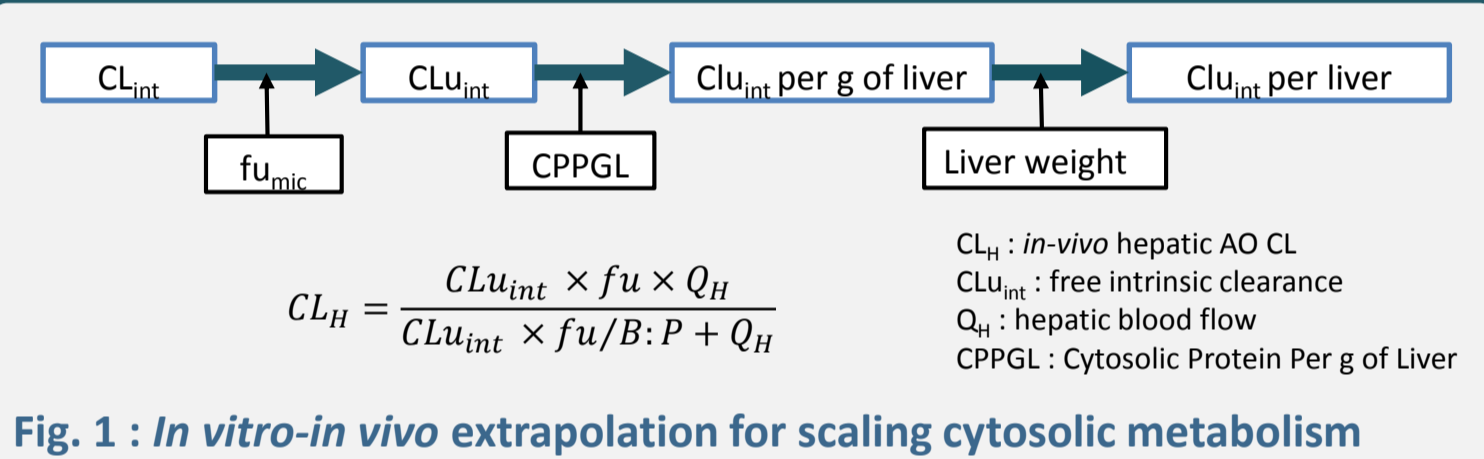 CLint CLuint Cluint per g of liver Cluint per liver
fumic CPPGL Liver weight
CLH : in-vivo hepatic AO CL
CLuint : free intrinsic clearance
QH : hepatic blood flow
CPPGL : Cytosolic Protein Per g of Liver
CLH = CLuint × fu × QH / CLuint × fu/B: P + QH
Fig. 1 : In vitro-in vivo extrapolation for scaling cytosolic metabolism